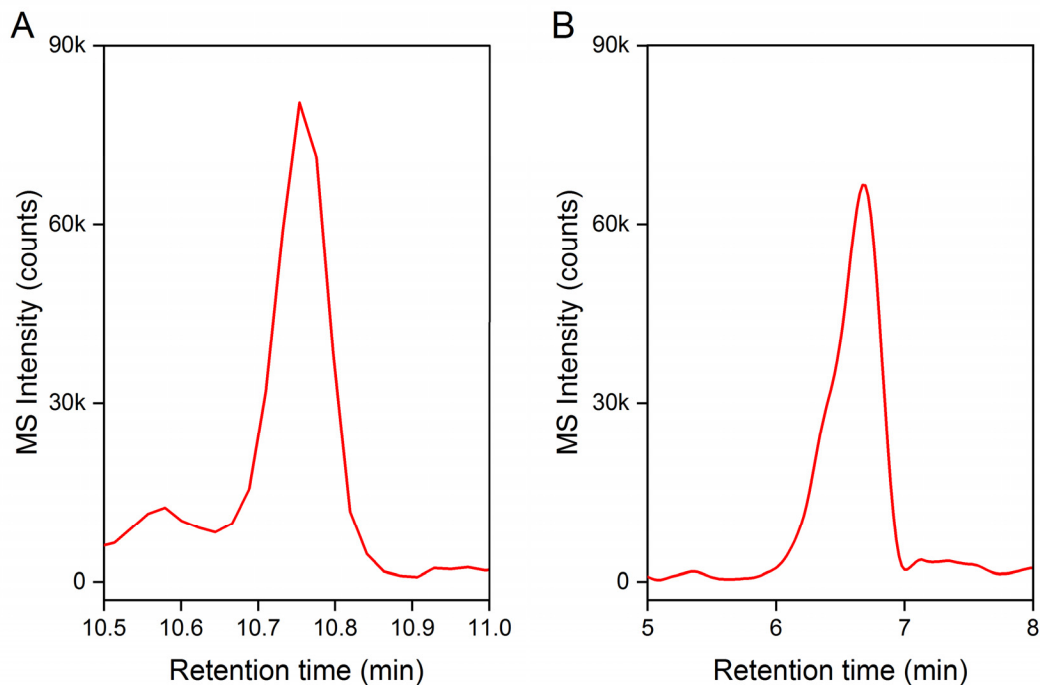 A
90k
60k
30k
0
MS Intensity (counts)
10.5 10.6 10.7 10.8 10.9 11.0
Retention time (min)
B
90k
60k
30k
0
MS Intensity (counts)
5 6 7 8
Retention time (min)